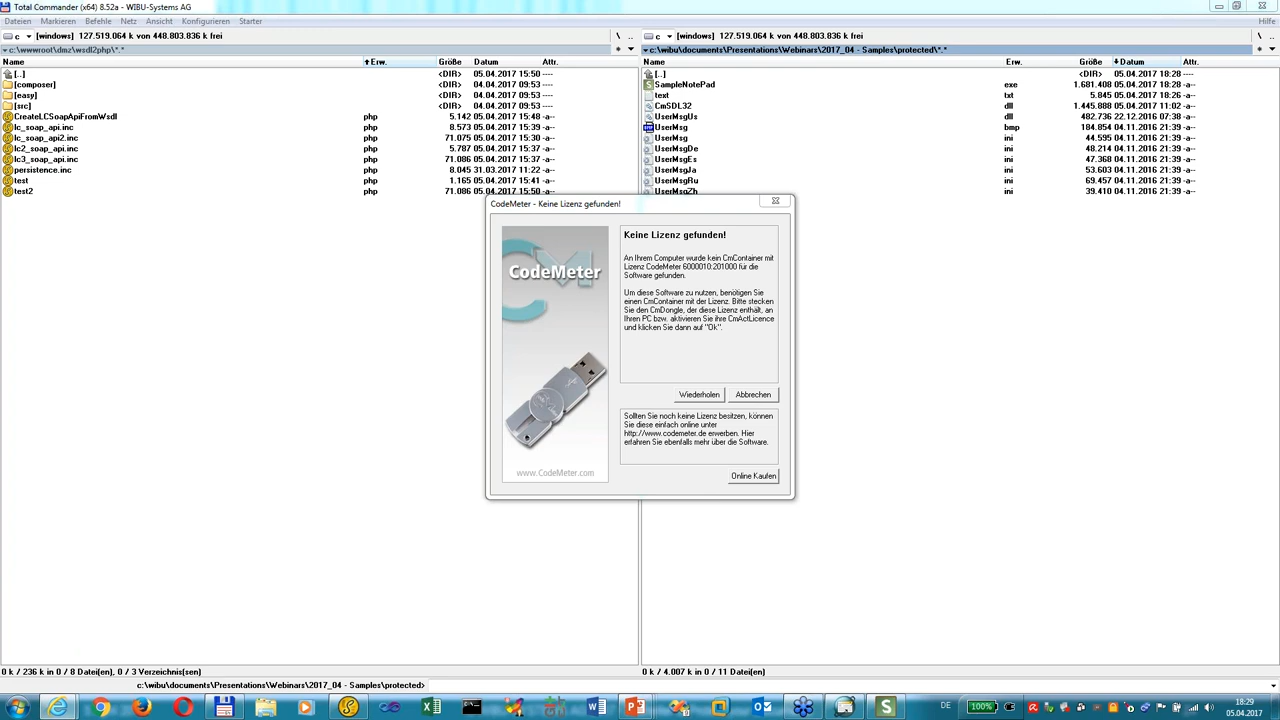 Total Commander (x64) 8.52a - WIBU-Systems AG
Dateien Markieren Befehle Netz Ansicht Konfigurieren Starter Hilfe
c [windows] 127.519.064 k von 448.803.836 k frei \ ..
c:\wwwroot\dmz\wsdl2php\*.* * ▼
Name Erw. Größe Datum Attr.
[..] <DIR> 05.04.2017 15:50 ----
[composer] <DIR> 04.04.2017 09:53 ----
[easy] <DIR> 04.04.2017 09:53 ----
[src] <DIR> 04.04.2017 09:53 ----
CreateLCSoapApiFromWsdl php 5.142 05.04.2017 15:48 -a--
lc_soap_api.inc php 8.573 05.04.2017 15:39 -a--
lc_soap_api2.inc php 71.075 05.04.2017 15:30 -a--
lc2_soap_api.inc php 5.787 05.04.2017 15:37 -a--
lc3_soap_api.inc php 71.086 05.04.2017 15:37 -a--
persistence.inc php 8.045 31.03.2017 11:22 -a--
test php 1.165 05.04.2017 15:41 -a--
test2 php 71.086 05.04.2017 15:50 -a--
0 k / 236 k in 0 / 8 Datei(en), 0 / 3 Verzeichnis(sen)
c [windows] 127.519.064 k von 448.803.836 k frei \ ..
c:\wibu\documents\Presentations\Webinars\2017_04 - Samples\protected\*.* * ▼
Name Erw. Größe Datum Attr.
[..] <DIR> 05.04.2017 18:28 ----
SampleNotePad exe 1.681.408 05.04.2017 18:28 -a--
text txt 5.845 05.04.2017 18:26 -a--
CmSDL32 dll 1.445.888 05.04.2017 11:02 -a--
UserMsgUs dll 482.736 22.12.2016 07:38 -a--
UserMsg bmp 184.854 04.11.2016 21:39 -a--
UserMsg ini 44.595 04.11.2016 21:39 -a--
UserMsgDe ini 48.214 04.11.2016 21:39 -a--
UserMsgEs ini 47.368 04.11.2016 21:39 -a--
UserMsgJa ini 53.603 04.11.2016 21:39 -a--
UserMsgRu ini 69.457 04.11.2016 21:39 -a--
UserMsgZh ini 39.410 04.11.2016 21:39 -a--
0 k / 4.007 k in 0 / 11 Datei(en)
CodeMeter - Keine Lizenz gefunden!
CodeMeter
www.CodeMeter.com
Keine Lizenz gefunden!
An Ihrem Computer wurde kein CmContainer mit
Lizenz CodeMeter 6000010:201000 für die
Software gefunden.
Um diese Software zu nutzen, benötigen Sie
einen CmContainer mit der Lizenz. Bitte stecken
Sie den CmDongle, der diese Lizenz enthält, an
Ihren PC bzw. aktivieren Sie ihre CmActLicence
und klicken Sie dann auf "Ok".
Wiederholen Abbrechen
Sollten Sie noch keine Lizenz besitzen, können
Sie diese einfach online unter
http://www.codemeter.de erwerben. Hier
erfahren Sie ebenfalls mehr über die Software.
Online Kaufen
c:\wibu\documents\Presentations\Webinars\2017_04 - Samples\protected>
DE 100% 18:29
05.04.2017